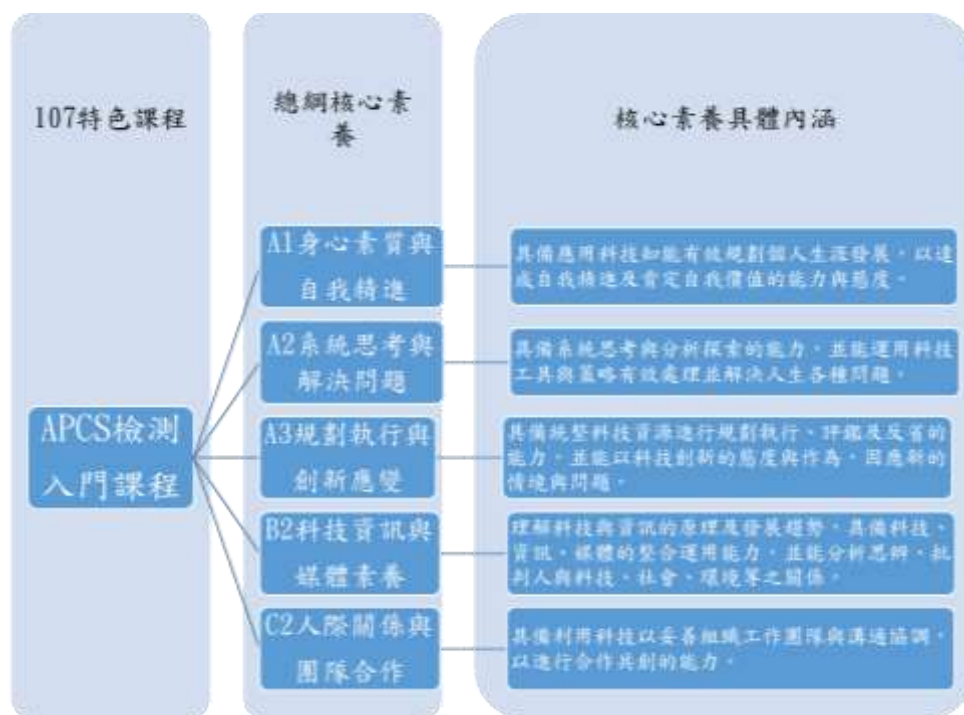 107特色課程
總綱核心素
養
核心素養具體內涵
APCS檢測
入門課程
A1身心素質與
自我精進
具備應用科技知能有效規劃個人生涯發展，以達
成自我精進及肯定自我價值的能力與態度。
A2系統思考與
解決問題
具備系統思考與分析探索的能力，並能運用科技
工具與策略有效處理並解決人生各種問題。
A3規劃執行與
創新應變
具備統整科技資源進行規劃執行、評鑑及反省的
能力，並能以科技創新的態度與作為，因應新的
情境與問題。
B2科技資訊與
媒體素養
理解科技與資訊的原理及發展趨勢，具備科技、
資訊、媒體的整合運用能力，並能分析思辨、批
判人與科技、社會、環境等之關係。
C2人際關係與
團隊合作
具備利用科技以妥善組織工作團隊與溝通協調，
以進行合作共創的能力。